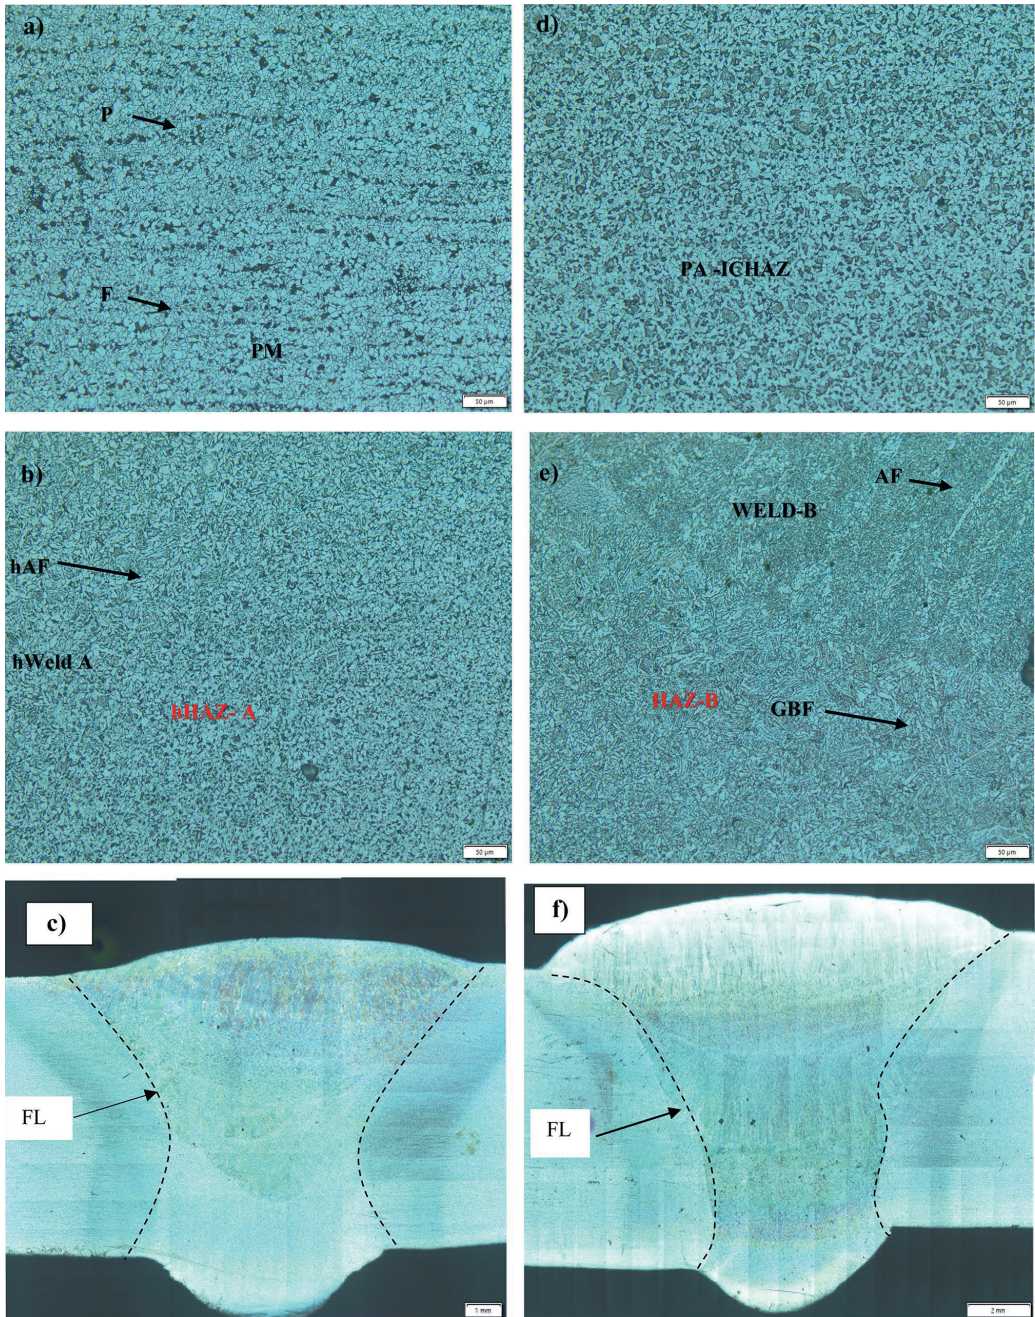 a)
P
F
PM
50 µm
d)
PA -ICHAZ
50 µm
b)
hAF
hWeld A
hHAZ- A
50 µm
e)
AF
WELD-B
HAZ-B
GBF
50 µm
c)
FL
1 mm
f)
FL
2 mm